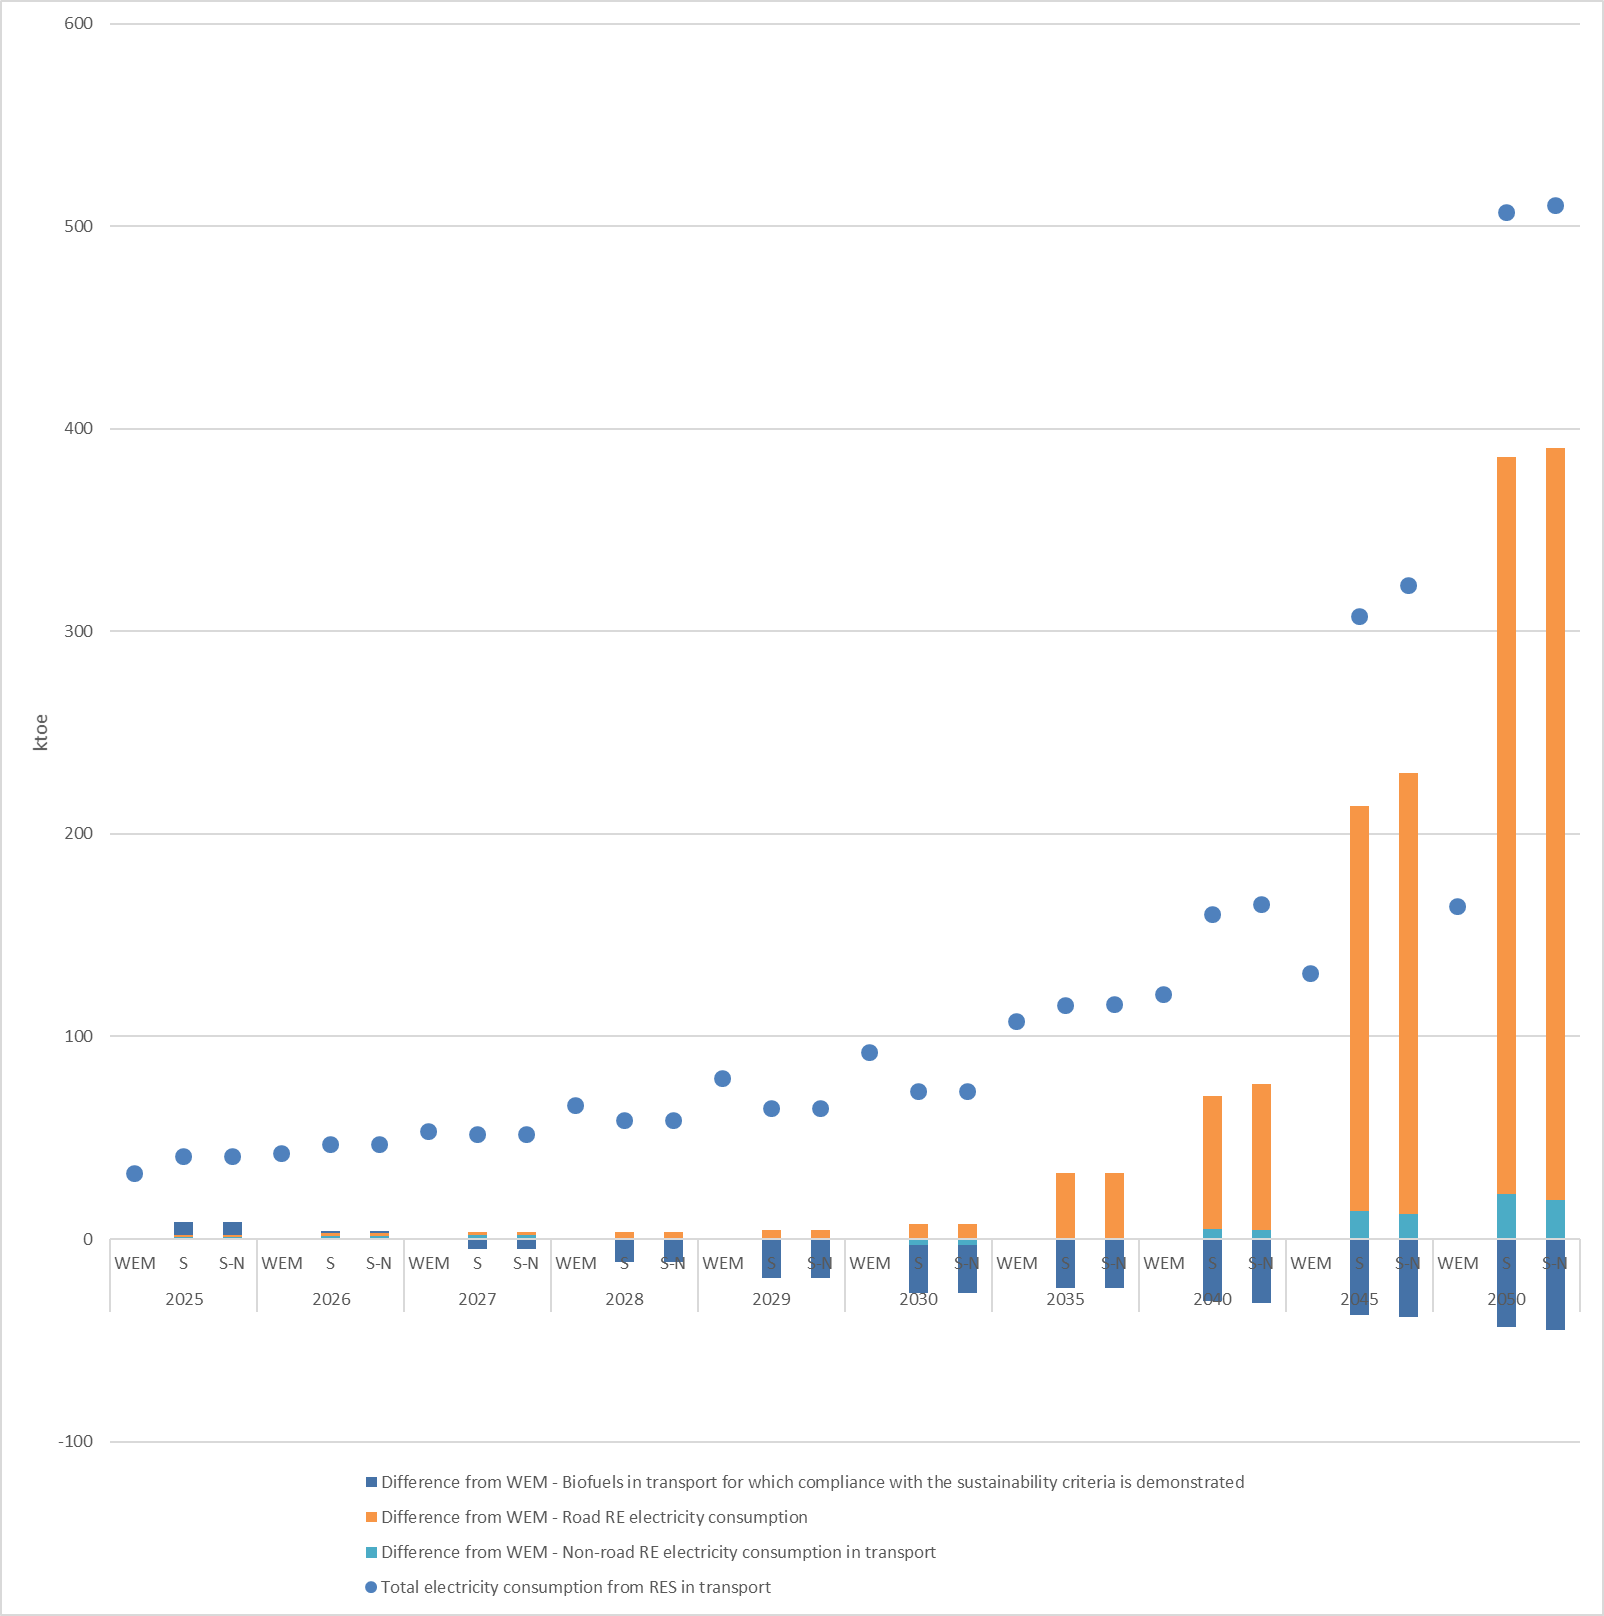 600
500
400
300
200
100
0
-100
ktoe
WEM S S-N WEM S S-N WEM S S-N WEM S S-N WEM S S-N WEM S S-N WEM S S-N WEM S S-N WEM S S-N WEM S S-N
2025 2026 2027 2028 2029 2030 2035 2040 2045 2050
Difference from WEM - Biofuels in transport for which compliance with the sustainability criteria is demonstrated
Difference from WEM - Road RE electricity consumption
Difference from WEM - Non-road RE electricity consumption in transport
Total electricity consumption from RES in transport